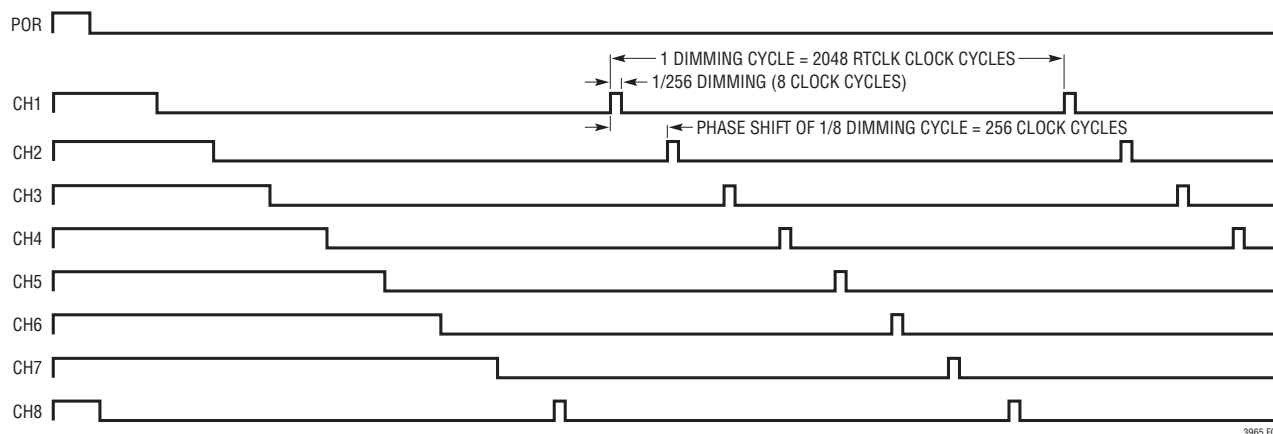 POR
1 DIMMING CYCLE = 2048 RTCLK CLOCK CYCLES
1/256 DIMMING (8 CLOCK CYCLES)
CH1
PHASE SHIFT OF 1/8 DIMMING CYCLE = 256 CLOCK CYCLES
CH2
CH3
CH4
CH5
CH6
CH7
CH8
3965